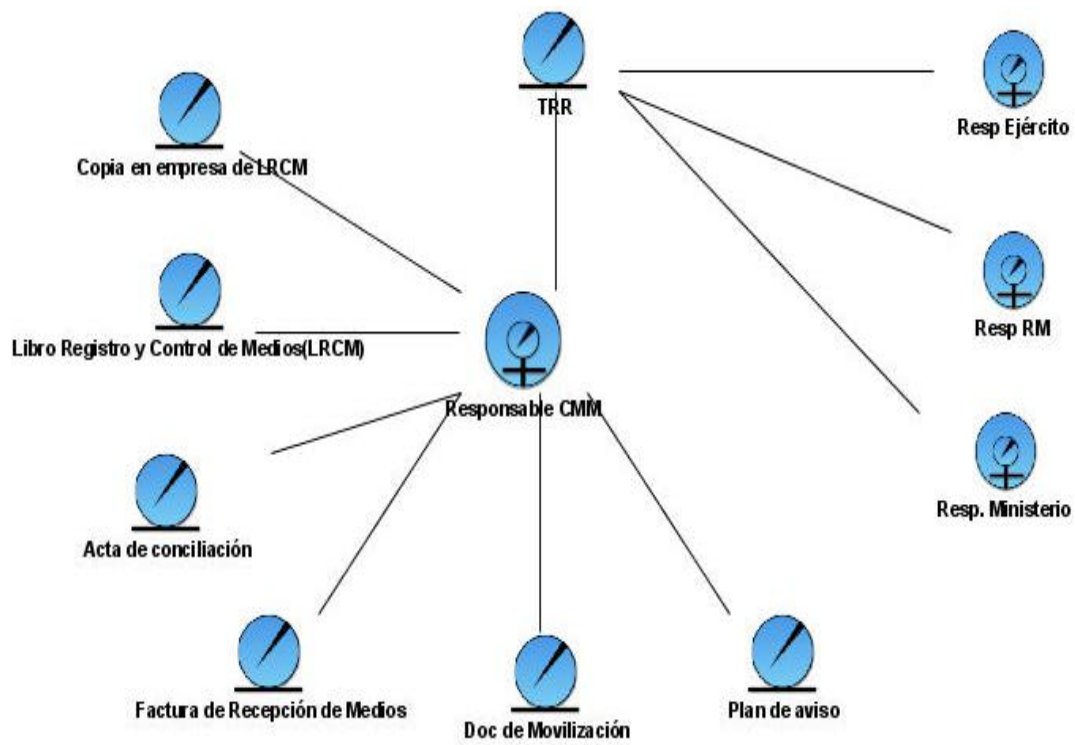 TRR
Resp Ejército
Copia en empresa de LRCM
Resp RM
Libro Registro y Control de Medios(LRCM)
Responsable CMM
Resp. Ministerio
Acta de conciliación
Factura de Recepción de Medios
Doc de Movilización
Plan de aviso